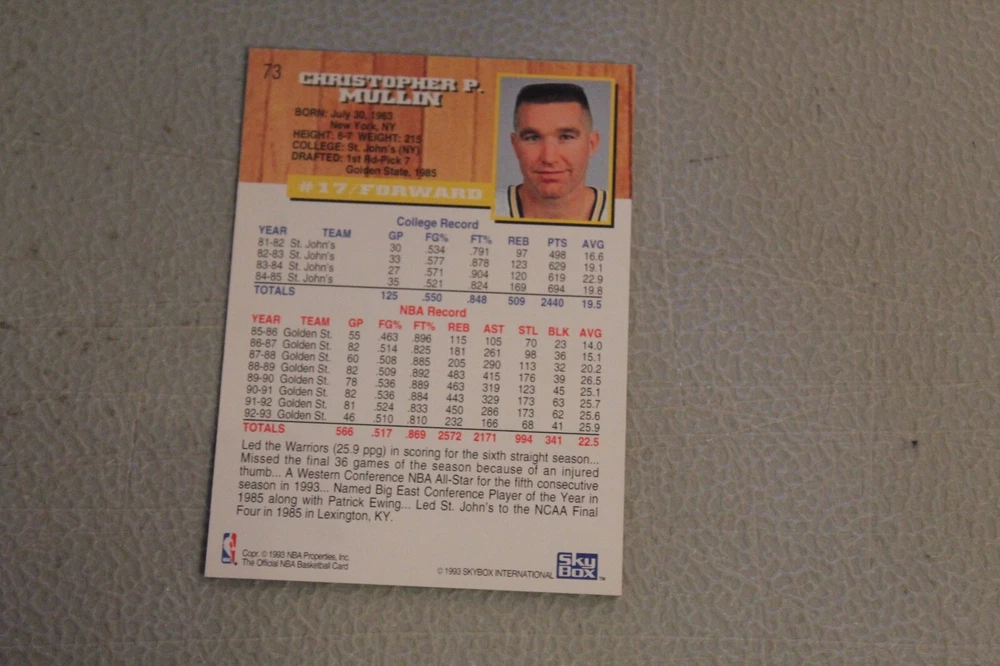 73
CHRISTOPHER P.
MULLIN
BORN: July 30, 1963
New York, NY
HEIGHT: 6-7 WEIGHT: 215
COLLEGE: St. John's (NY)
DRAFTED: 1st Rd-Pick 7
Golden State, 1985
#17/FORWARD
College Record
YEAR TEAM GP FG% FT% REB PTS AVG
81-82 St. John's 30 .534 .791 97 498 16.6
82-83 St. John's 33 .577 .878 123 629 19.1
83-84 St. John's 27 .571 .904 120 619 22.9
84-85 St. John's 35 .521 .824 169 694 19.8
TOTALS 125 .550 .848 509 2440 19.5
NBA Record
YEAR TEAM GP FG% FT% REB AST STL BLK AVG
85-86 Golden St. 55 .463 .896 115 105 70 23 14.0
86-87 Golden St. 82 .514 .825 181 261 98 36 15.1
87-88 Golden St. 60 .508 .885 205 290 113 32 20.2
88-89 Golden St. 82 .509 .892 483 415 176 39 26.5
89-90 Golden St. 78 .536 .889 463 319 123 45 25.1
90-91 Golden St. 82 .536 .884 443 329 173 63 25.7
91-92 Golden St. 81 .524 .833 450 286 173 62 25.6
92-93 Golden St. 46 .510 .810 232 166 68 41 25.9
TOTALS 566 .517 .869 2572 2171 994 341 22.5
Led the Warriors (25.9 ppg) in scoring for the sixth straight season...
Missed the final 36 games of the season because of an injured
thumb... A Western Conference NBA All-Star for the fifth consecutive
season in 1993... Named Big East Conference Player of the Year in
1985 along with Patrick Ewing... Led St. John's to the NCAA Final
Four in 1985 in Lexington, KY.
Copr. © 1993 NBA Properties, Inc.
The Official NBA Basketball Card
© 1993 SKYBOX INTERNATIONAL
Sky
Box™